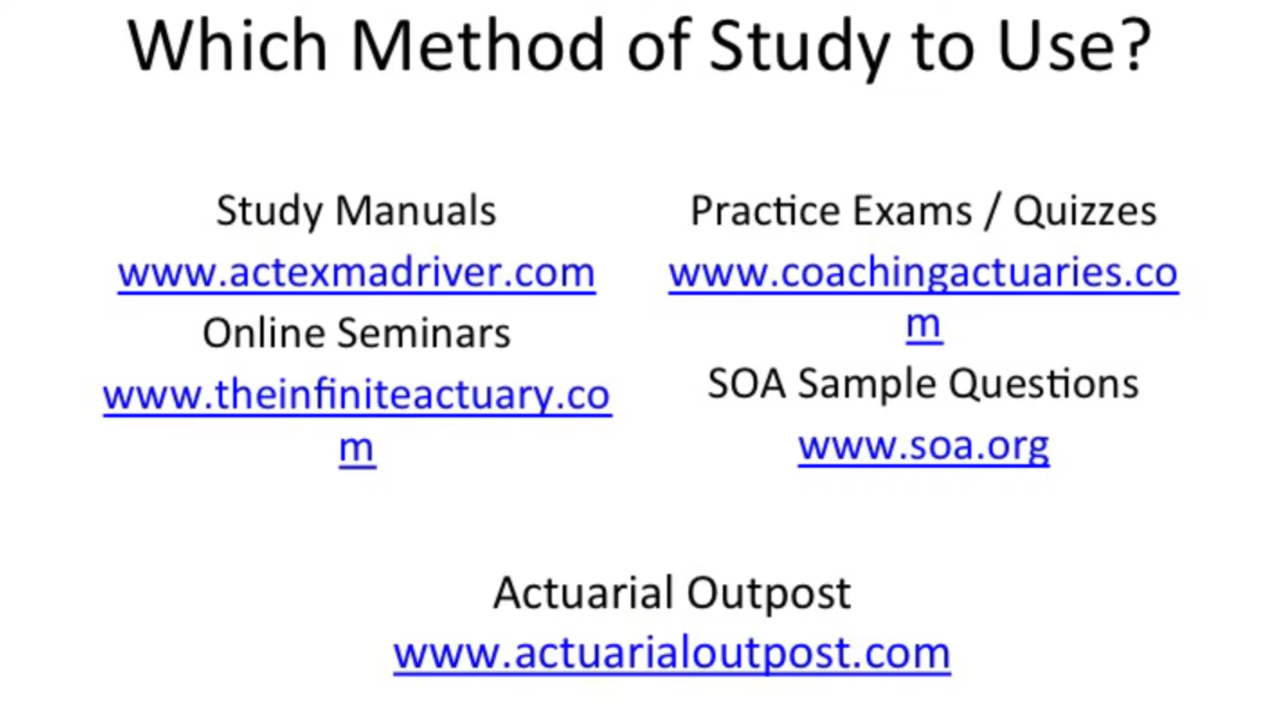 Which Method of Study to Use?
Study Manuals
www.actexmadriver.com
Online Seminars
www.theinfiniteactuary.co
m
Practice Exams / Quizzes
www.coachingactuaries.co
m
SOA Sample Questions
www.soa.org
Actuarial Outpost
www.actuarialoutpost.com